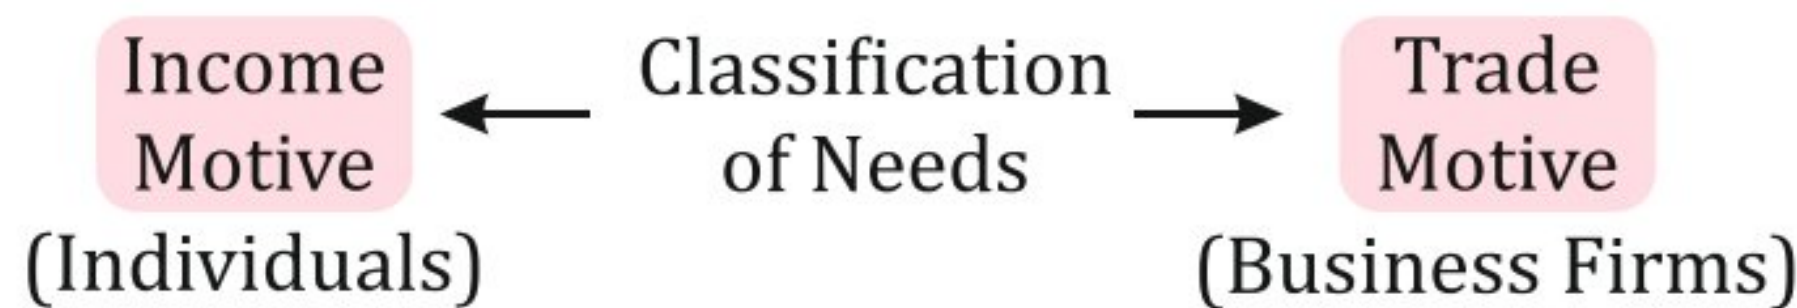 Income
Motive
(Individuals)
Classification
of Needs
Trade
Motive
(Business Firms)